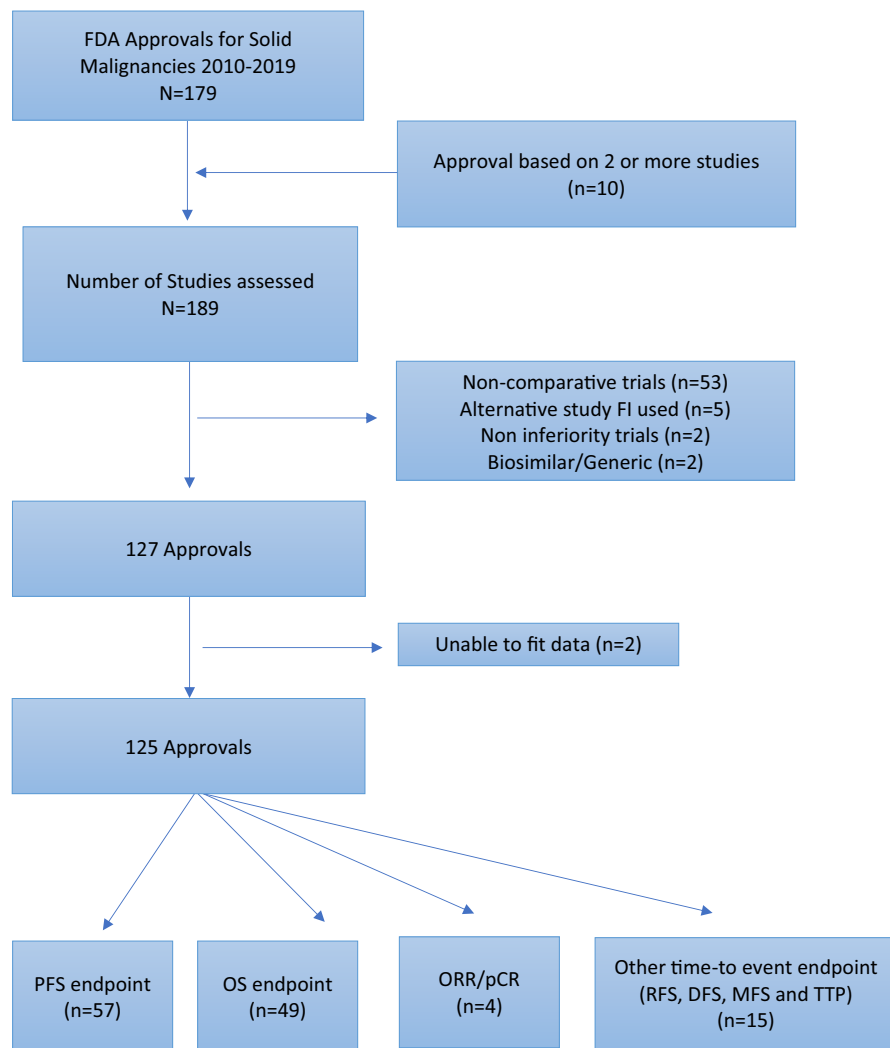 FDA Approvals for Solid
Malignancies 2010-2019
N=179
Approval based on 2 or more studies
(n=10)
Number of Studies assessed
N=189
Non-comparative trials (n=53)
Alternative study FI used (n=5)
Non inferiority trials (n=2)
Biosimilar/Generic (n=2)
127 Approvals
Unable to fit data (n=2)
125 Approvals
PFS endpoint
(n=57)
OS endpoint
(n=49)
ORR/pCR
(n=4)
Other time-to event endpoint
(RFS, DFS, MFS and TTP)
(n=15)